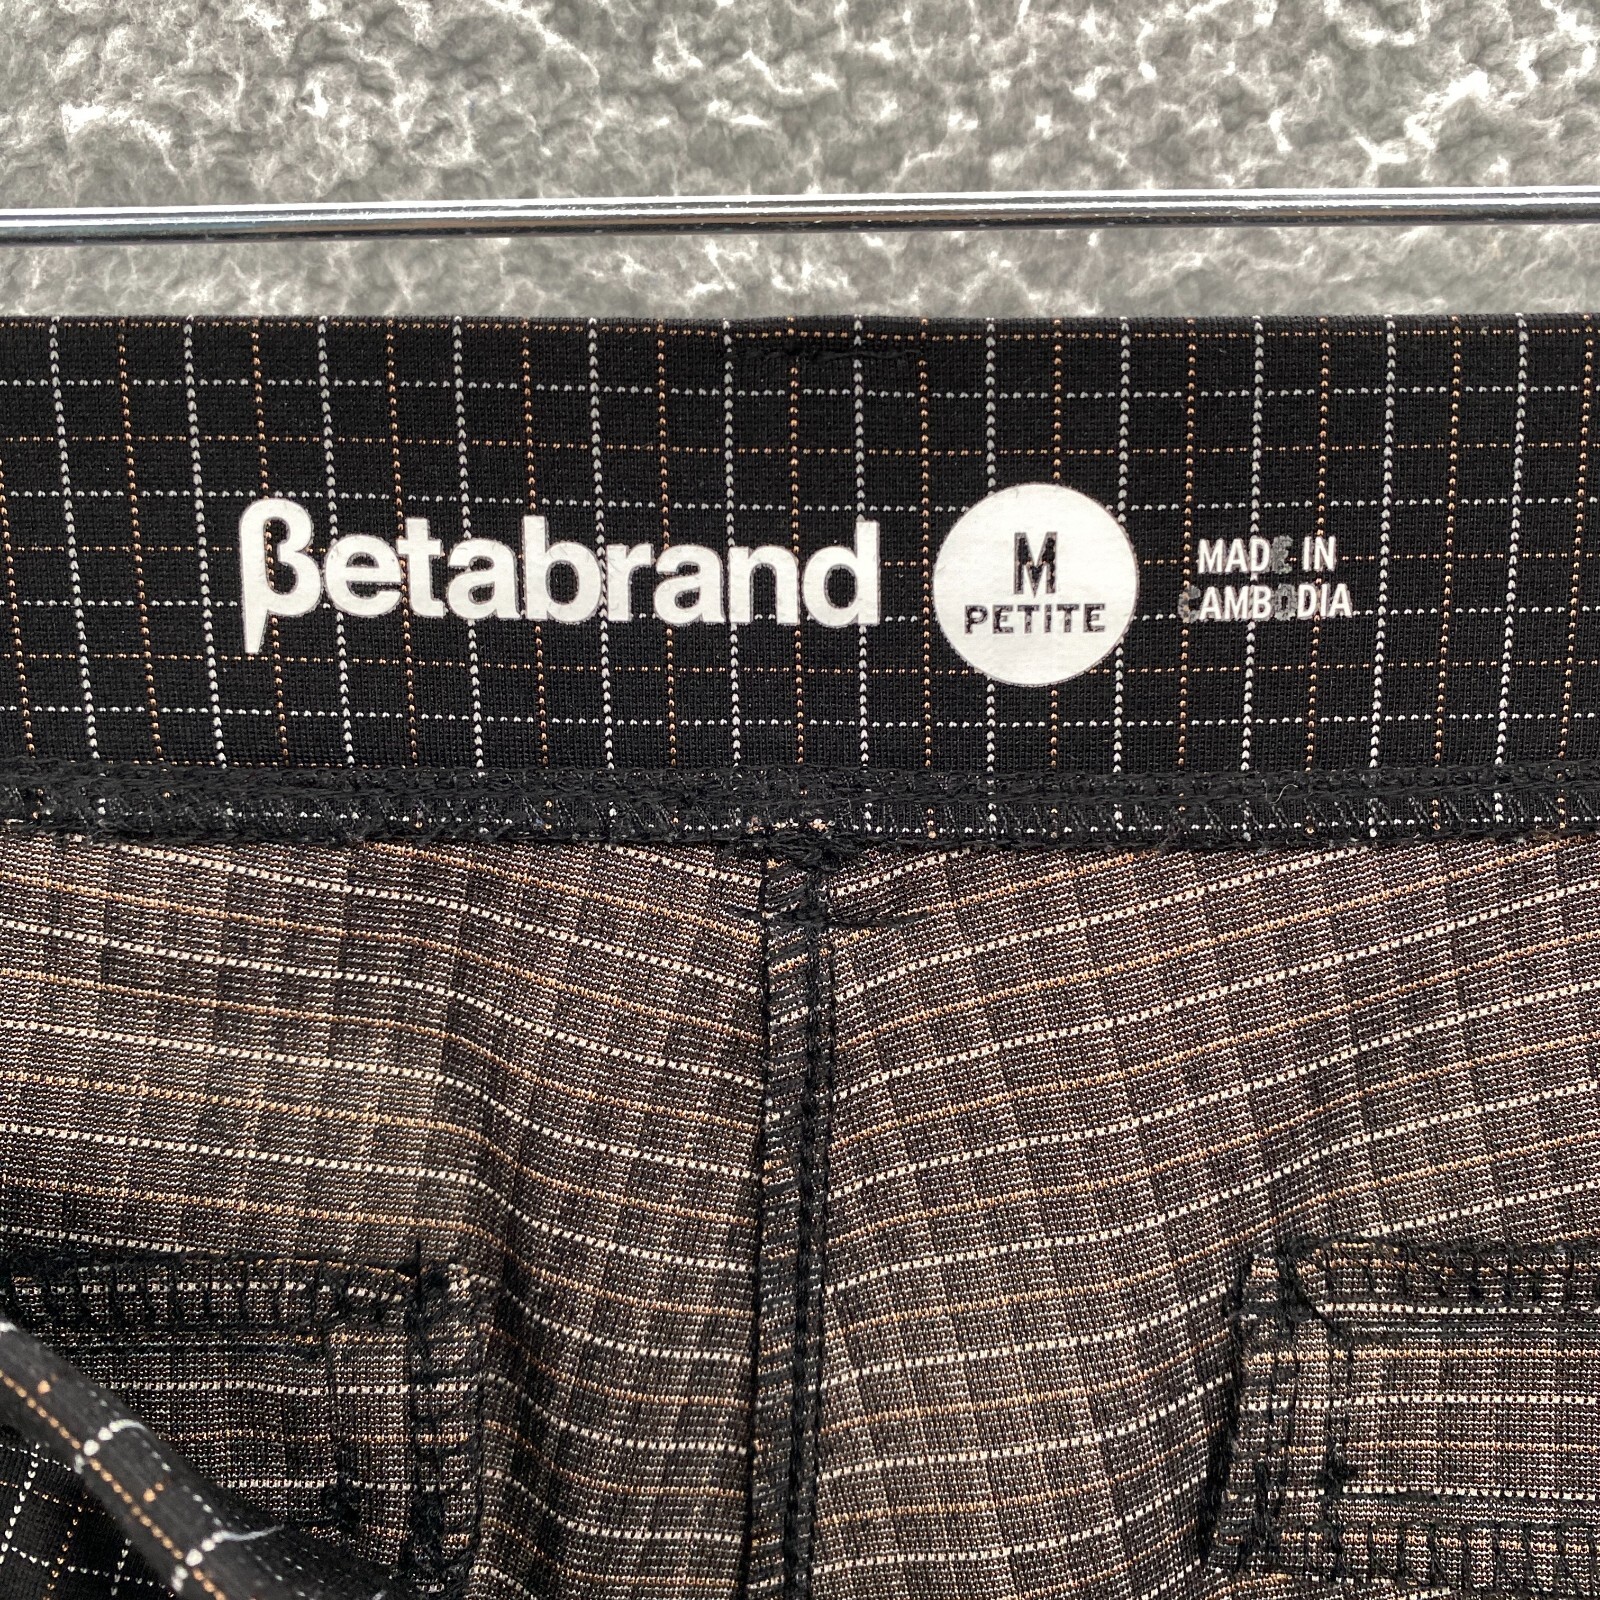 βetabrand
M
PETITE
MADE IN
CAMBODIA